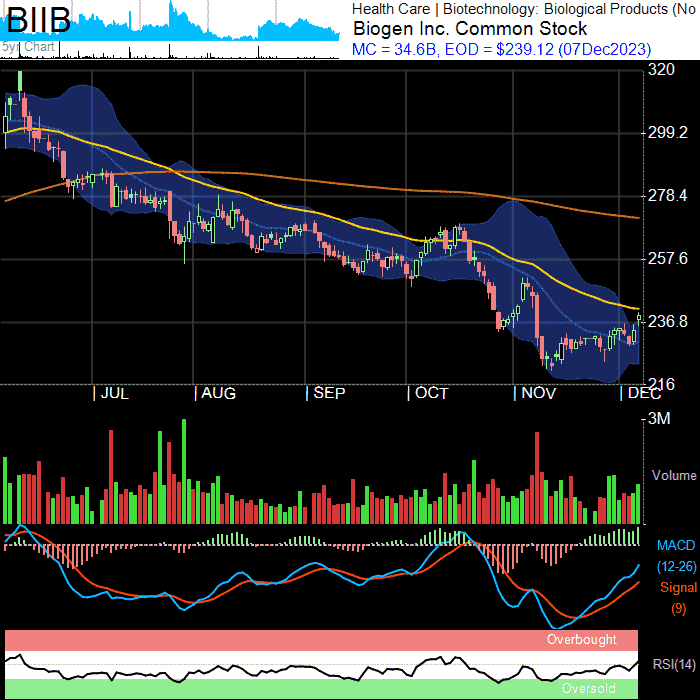 BIIB
5yr Chart
Health Care | Biotechnology: Biological Products (No
Biogen Inc. Common Stock
MC = 34.6B, EOD = $239.12 (07Dec2023)
320
299.2
278.4
257.6
236.8
216
| JUL | AUG | SEP | OCT | NOV | DEC
3M
Volume
MACD
(12-26)
Signal
(9)
Overbought
RSI(14)
Oversold